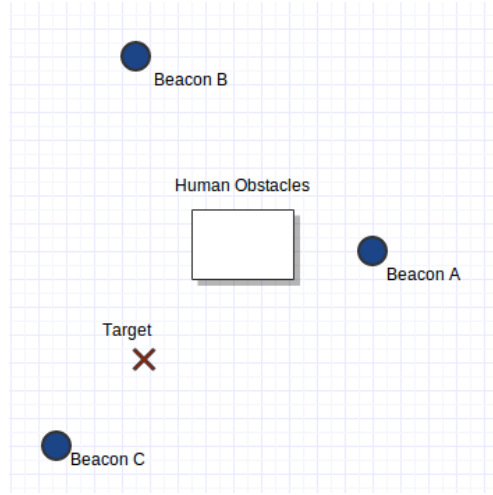 Beacon B
Human Obstacles
Beacon A
Target
Beacon C